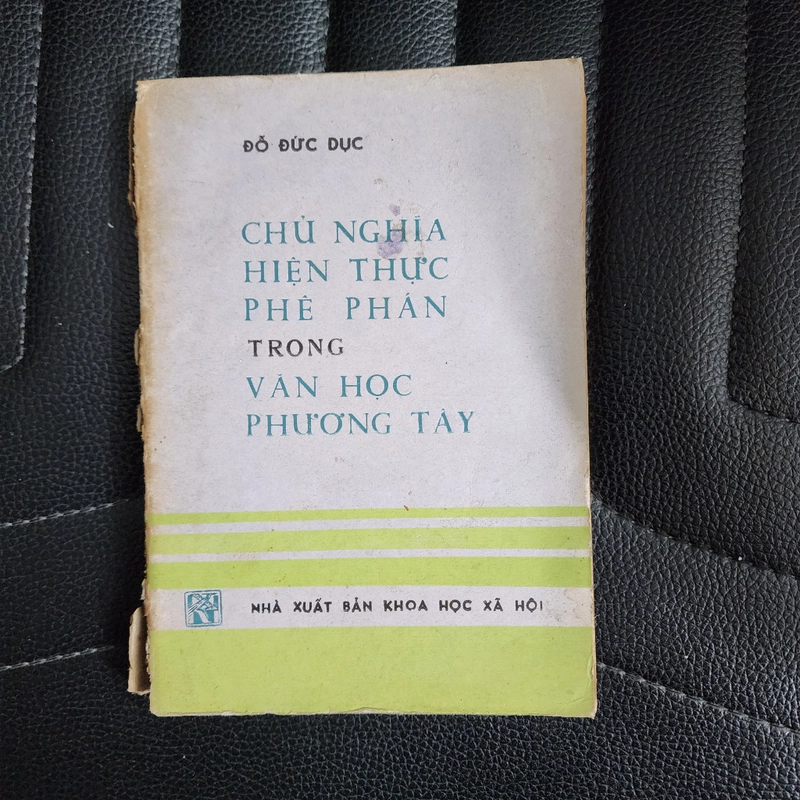 ĐỖ ĐỨC DỤC
CHỦ NGHĨA
HIỆN THỰC
PHÊ PHÁN
TRONG
VĂN HỌC
PHƯƠNG TÂY
NHÀ XUẤT BẢN KHOA HỌC XÃ HỘI